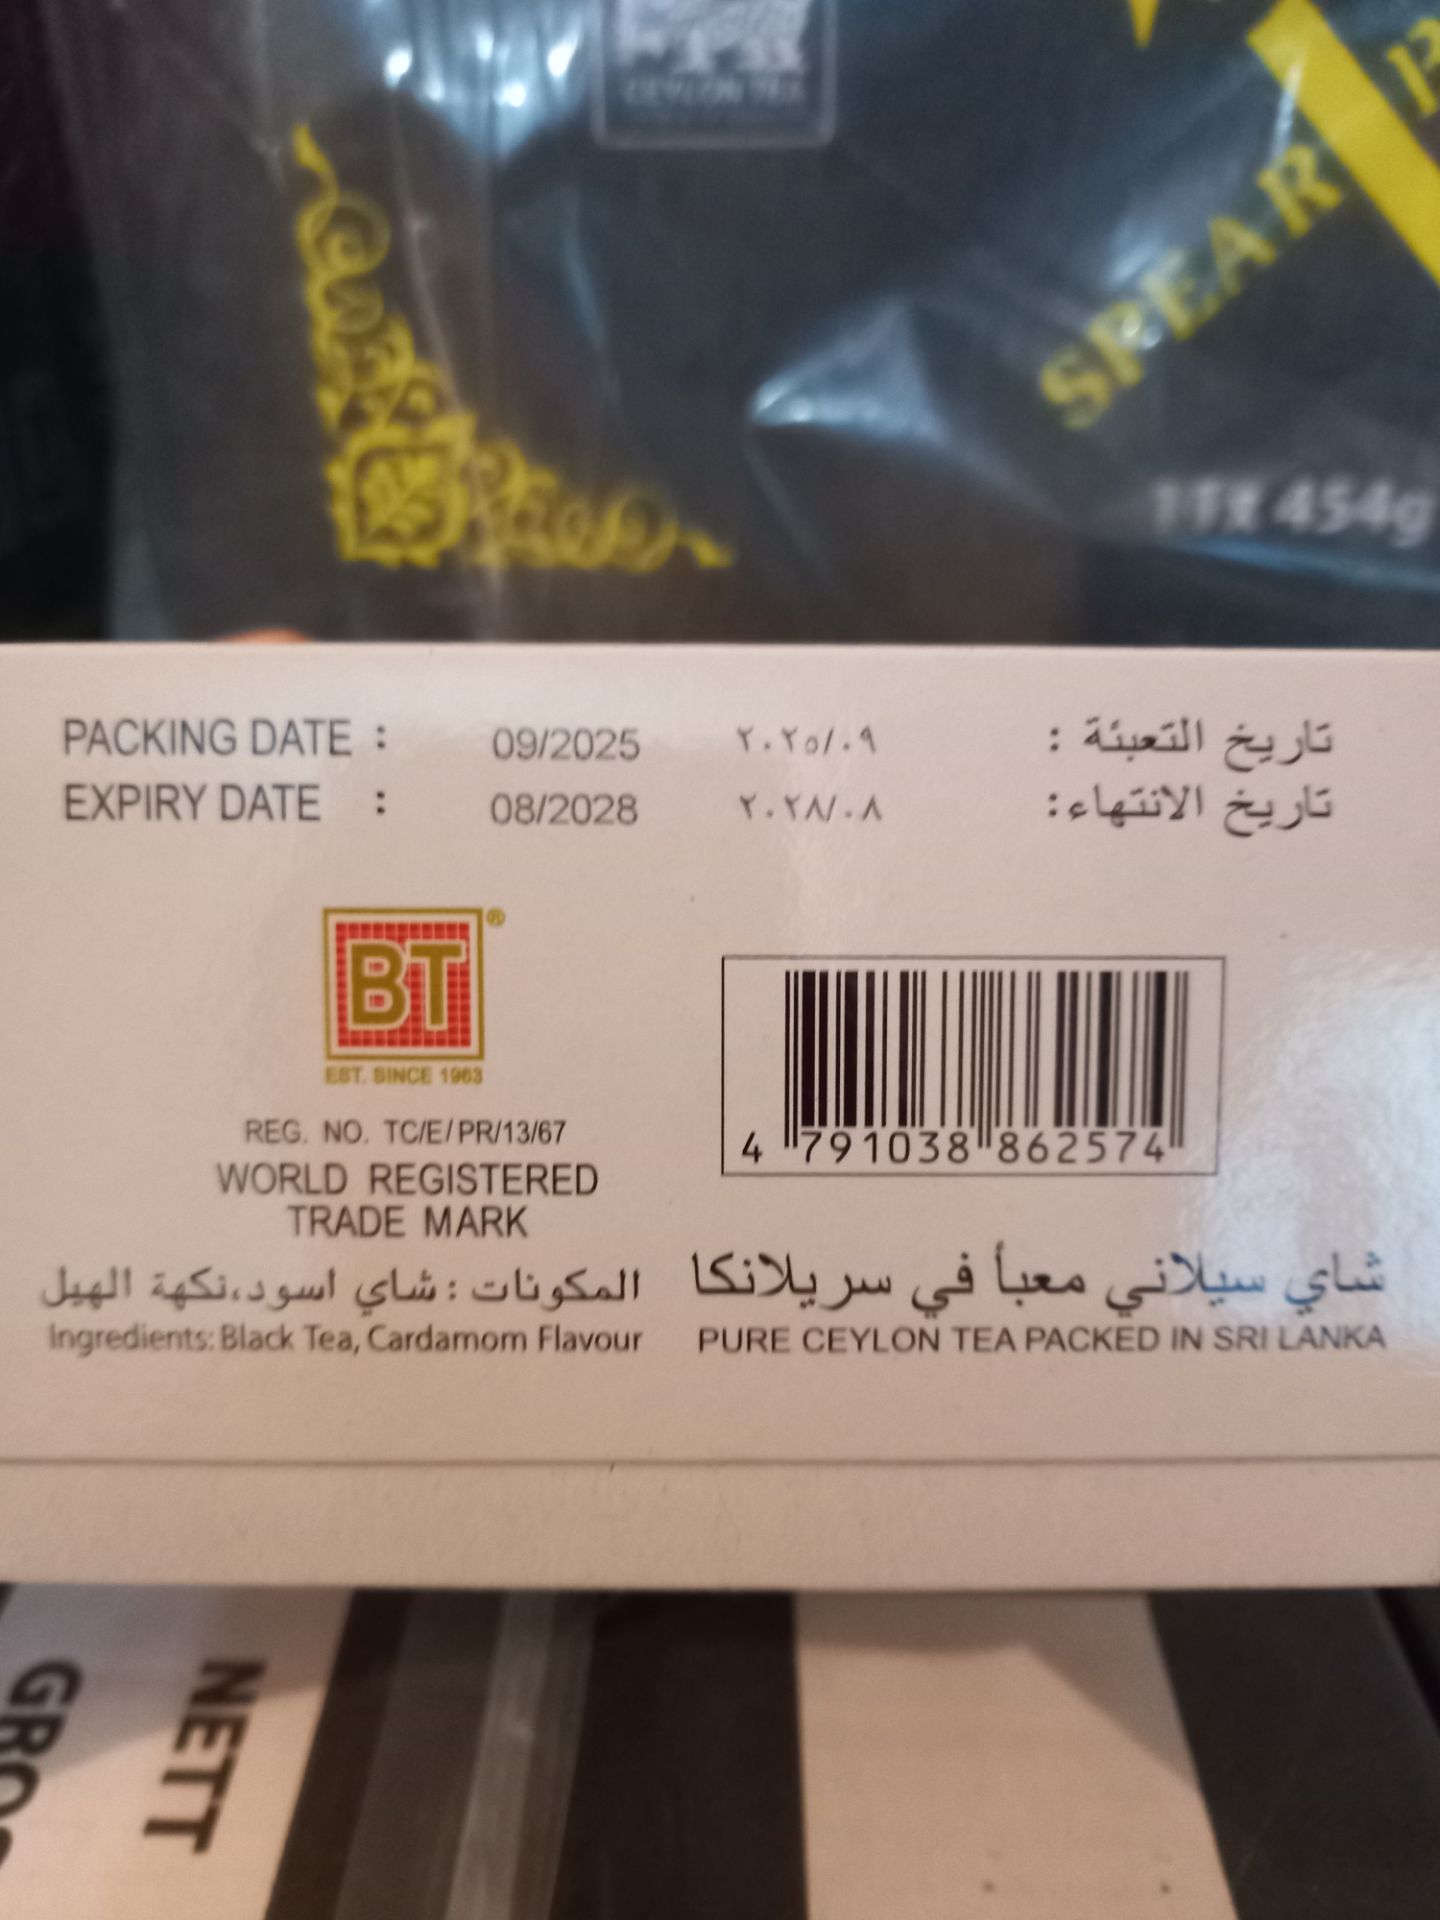 CEYLON TEA
SPEAR
454g
PACKING DATE : 09/2025 ٢٠٢٥/٠٩ تاريخ التعبئة :
EXPIRY DATE : 08/2028 ٢٠٢٨/٠٨ تاريخ الانتهاء:
BT®
EST. SINCE 1963
REG. NO. TC/E/PR/13/67
WORLD REGISTERED
TRADE MARK
4 791038 862574
المكونات : شاي اسود،نكهة الهيل
Ingredients: Black Tea, Cardamom Flavour
شاي سيلاني معبأ في سريلانكا
PURE CEYLON TEA PACKED IN SRI LANKA
NETT